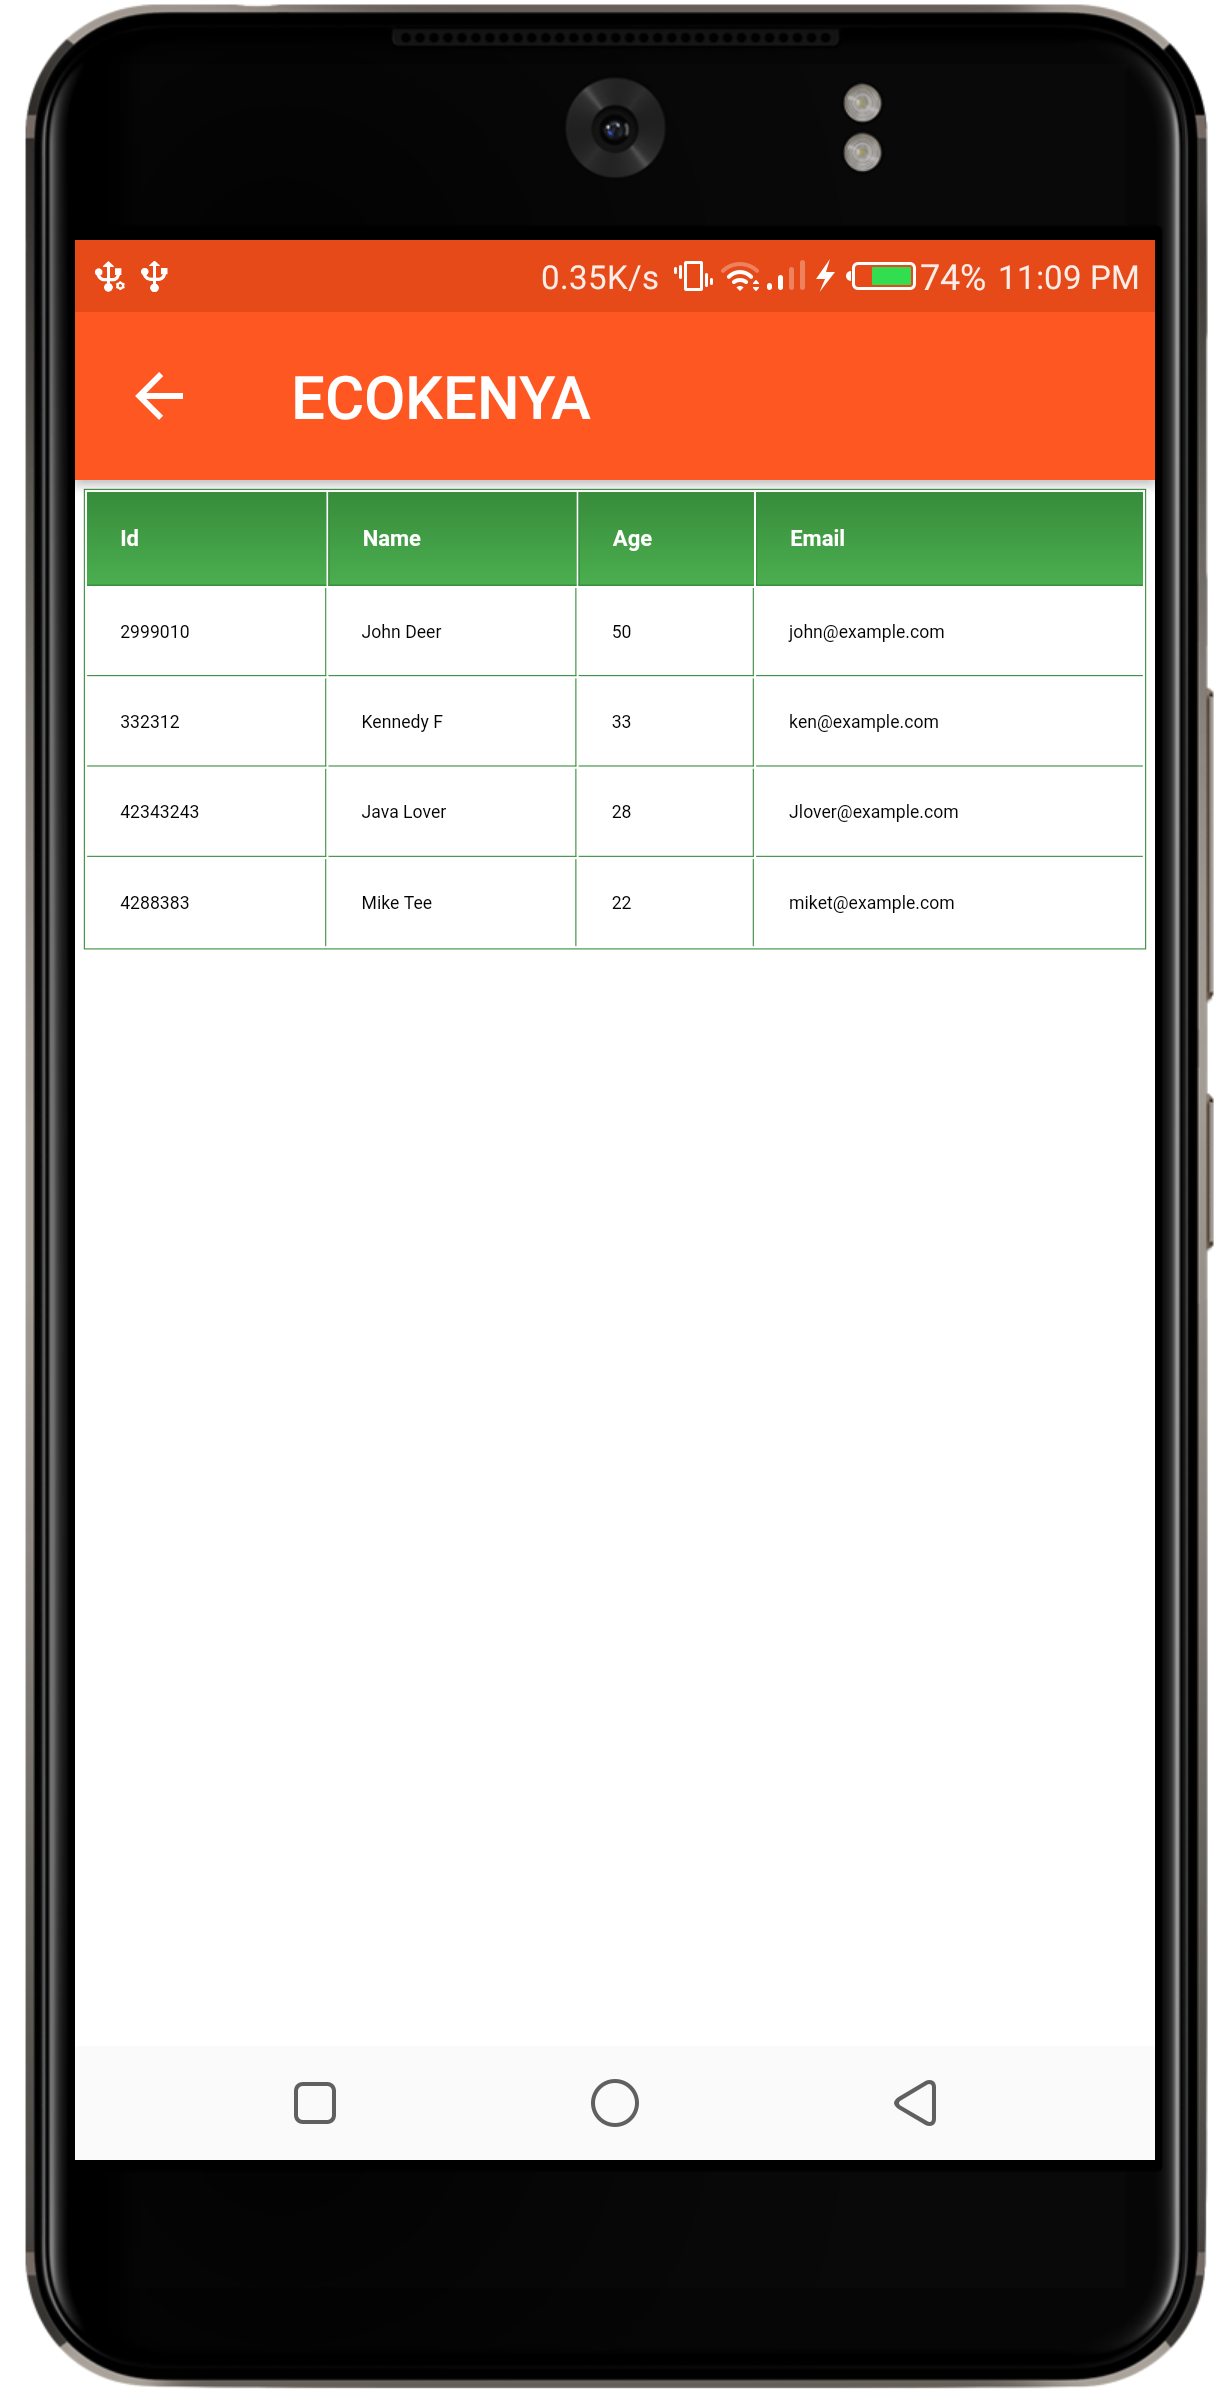 0.35K/s 74% 11:09 PM
ECOKENYA
Id Name Age Email
2999010 John Deer 50 john@example.com
332312 Kennedy F 33 ken@example.com
42343243 Java Lover 28 Jlover@example.com
4288383 Mike Tee 22 miket@example.com